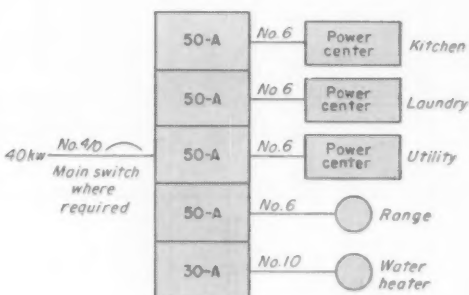 50-A No.6 Power center Kitchen
50-A No.6 Power center Laundry
40kw No.4/0 50-A No.6 Power center Utility
Main switch
where
required
50-A No.6 Range
30-A No.10 Water heater